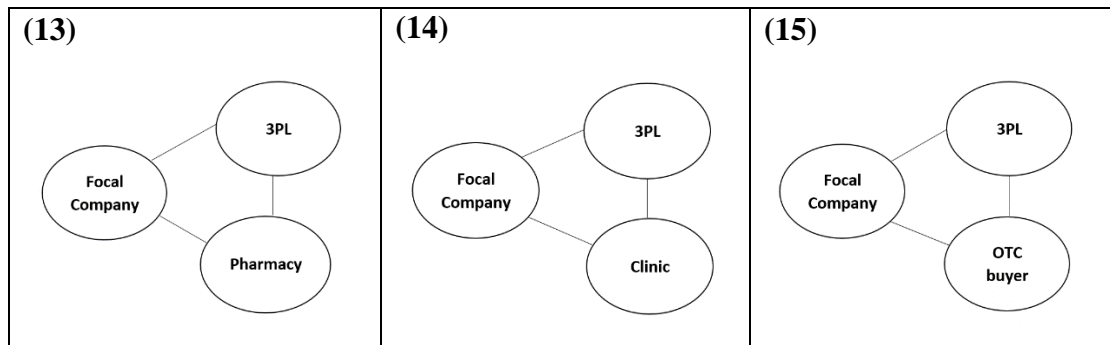 (13)
3PL
Focal
Company
Pharmacy
(14)
3PL
Focal
Company
Clinic
(15)
3PL
Focal
Company
OTC
buyer